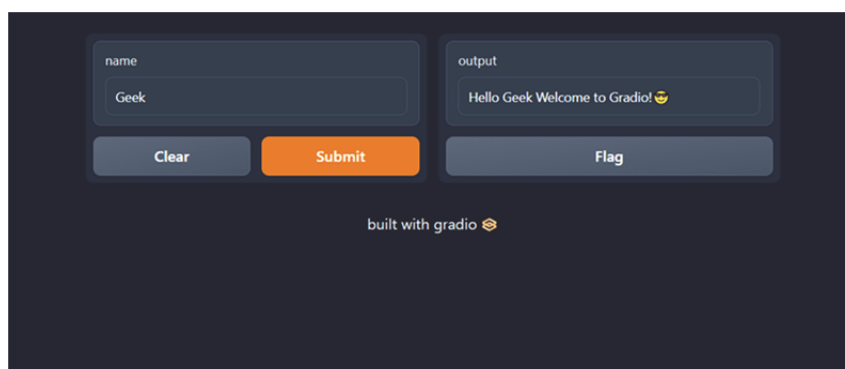 name
Geek
Clear
Submit
output
Hello Geek Welcome to Gradio!😎
Flag
built with gradio